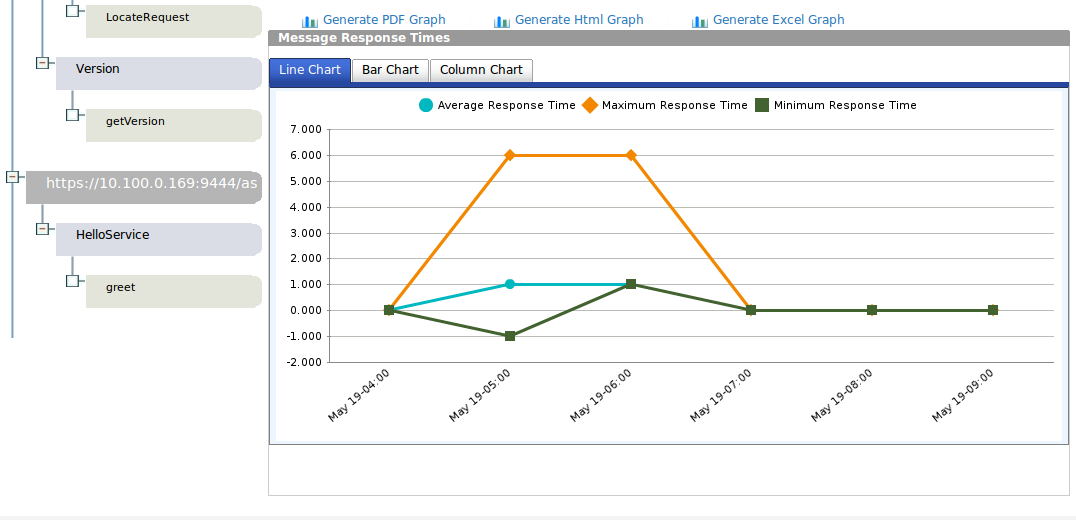 LocateRequest
Version
getVersion
https://10.100.0.169:9444/as
HelloService
greet
Generate PDF Graph Generate Html Graph Generate Excel Graph
Message Response Times
Line Chart Bar Chart Column Chart
Average Response Time Maximum Response Time Minimum Response Time
7.000
6.000
5.000
4.000
3.000
2.000
1.000
0.000
-1.000
-2.000
May 19-04:00 May 19-05:00 May 19-06:00 May 19-07:00 May 19-08:00 May 19-09:00